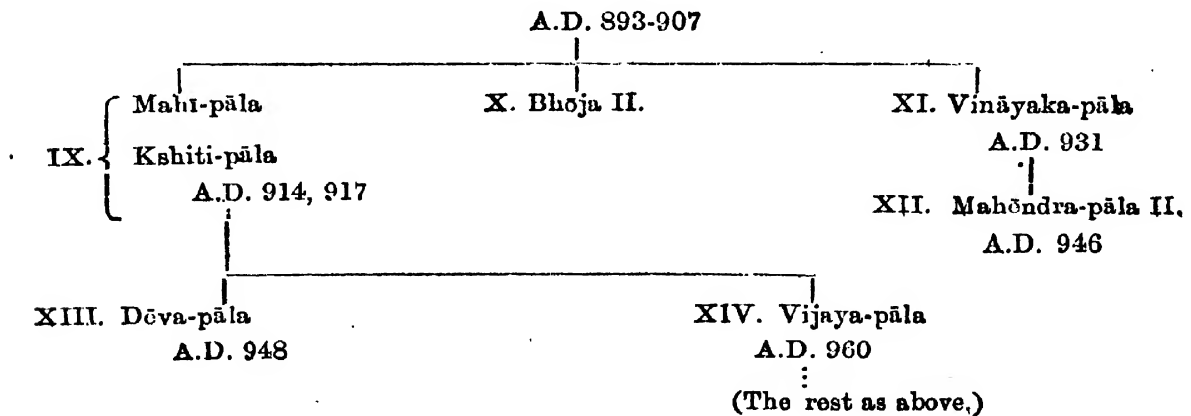 A.D. 893-907
Mahī-pāla X. Bhōja II. XI. Vināyaka-pāla
A.D. 931
IX. Kshiti-pāla
A.D. 914, 917
XII. Mahēndra-pāla II.
A.D. 946
XIII. Dēva-pāla XIV. Vijaya-pāla
A.D. 948 A.D. 960
(The rest as above.)